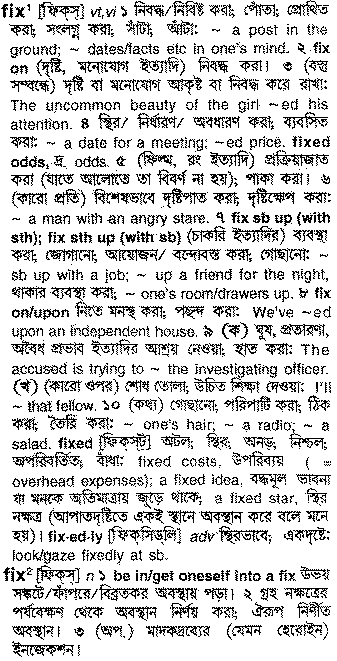 fix¹ [ফিক্‌স্] vt,vi ১ নিবদ্ধ/নিবিষ্ট করা; পোঁতা; প্রোথিত
করা; সংলগ্ন করা; সাঁটা; আঁটা: ~ a post in the
ground; ~ dates/facts etc in one's mind. ২ fix
on (দৃষ্টি, মনোযোগ ইত্যাদি) নিবদ্ধ করা। ৩ (বস্তু
সম্বন্ধে) দৃষ্টি বা মনোযোগ আকৃষ্ট বা নিবদ্ধ করে রাখা:
The uncommon beauty of the girl ~ed his
attention. ৪ স্থির/ নির্ধারণ/ অবধারণ করা; ব্যবসিত
করা: ~ a date for a meeting; ~ed price. fixed
odds, দ্র. odds. ৫ (ফিল্ম, রং ইত্যাদি) প্রক্রিয়াজাত
করা (যাতে আলোতে তা বিবর্ণ না হয়); পাকা করা। ৬
(কারো প্রতি) বিশেষভাবে দৃষ্টিপাত করা; দৃষ্টিক্ষেপ করা:
~ a man with an angry stare. ৭ fix sb up (with
sth); fix sth up (with sb) (চাকরি ইত্যাদির) ব্যবস্থা
করা; জোগানো; আয়োজন/ বন্দোবস্ত করা; গোছানো: ~
sb up with a job; ~ up a friend for the night,
থাকার ব্যবস্থা করা; ~ one's room/drawers up. ৮ fix
on/upon নিতে মনস্থ করা; পছন্দ করা: We've ~ed
upon an independent house. ৯ (ক) ঘুষ, প্রতারণা,
অবৈধ প্রভাব ইত্যাদির আশ্রয় নেওয়া; হাত করা: The
accused is trying to ~ the investigating officer.
(খ) (কারো ওপর) শোধ তোলা; উচিত শিক্ষা দেওয়া: I'll
~ that fellow. ১০ (কথ্য) গোছানো; পরিপাটি করা; ঠিক
করা; তৈরি করা: ~ one's hair; ~ a radio; ~ a
salad. fixed [ফিক্‌স্ট্] অটল; স্থির; অনড়; নিশ্চল;
অপরিবর্তিত; বাঁধা: fixed costs, উপরিব্যয় ( =
overhead expenses); a fixed idea, বদ্ধমূল ভাবনা
যা মনকে অতিমাত্রায় জুড়ে থাকে; a fixed star, স্থির
নক্ষত্র (আপাতদৃষ্টিতে একই স্থানে অবস্থান করে বলে মনে
হয়)। fix·ed·ly [ফিক্‌সিড্‌লি] adv স্থিরভাবে; একদৃষ্টে:
look/gaze fixedly at sb.
fix² [ফিক্‌স্] n ১ be in/get oneself into a fix উভয়
সঙ্কটে/ফাঁপরে/বিব্রতকর অবস্থায় পড়া। ২ গ্রহ নক্ষত্রের
পর্যবেক্ষণ থেকে অবস্থান নির্ণয় করা; ঐরূপ নির্ণীত
অবস্থান। ৩ (অপ.) মাদকদ্রব্যের (যেমন হেরোইন)
ইনজেকশন।